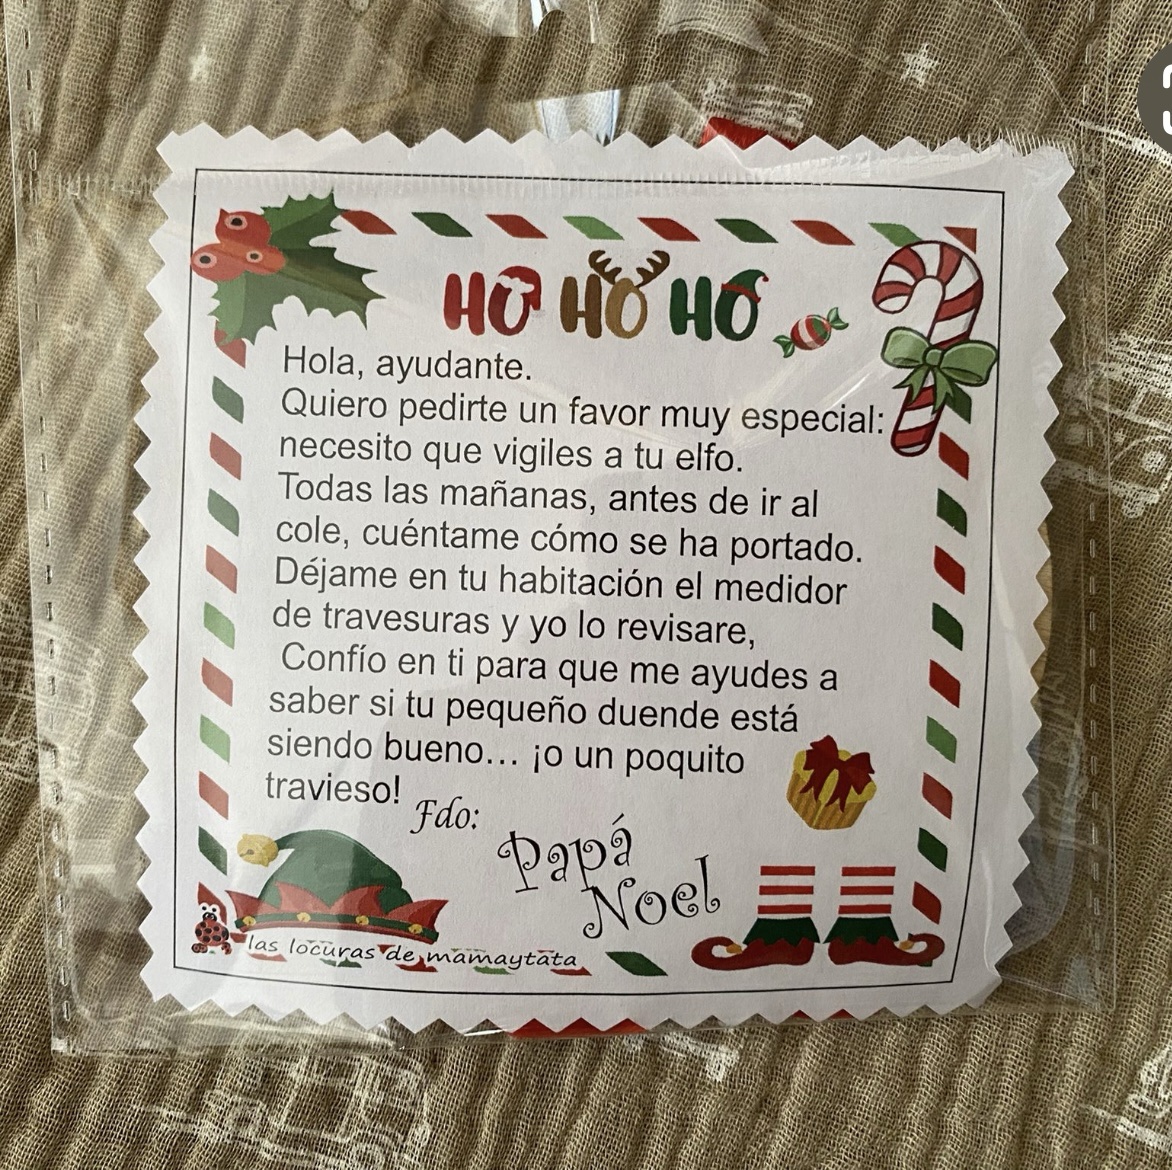 HO HO HO
Hola, ayudante.
Quiero pedirte un favor muy especial:
necesito que vigiles a tu elfo.
Todas las mañanas, antes de ir al
cole, cuéntame cómo se ha portado.
Déjame en tu habitación el medidor
de travesuras y yo lo revisare,
Confío en ti para que me ayudes a
saber si tu pequeño duende está
siendo bueno... ¡o un poquito
travieso!
Fdo:
Papá
Noel
las locuras de mamaytata